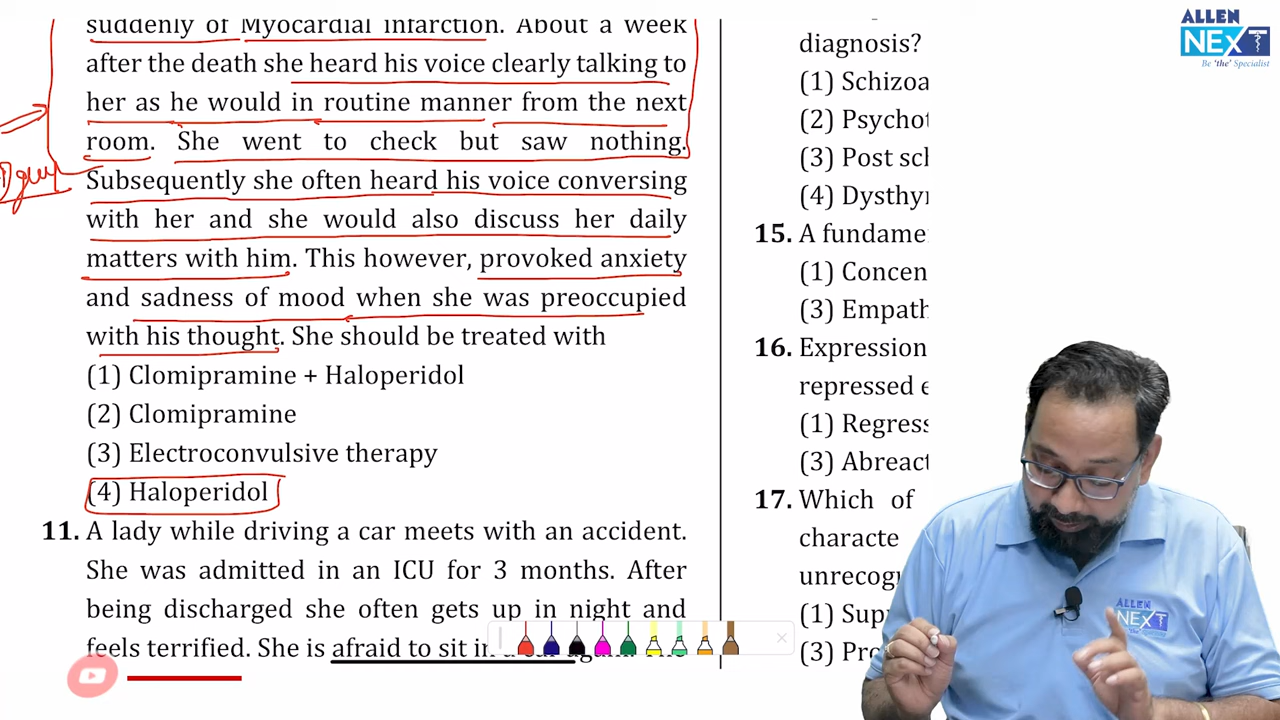 suddenly of Myocardial infarction. About a week
after the death she heard his voice clearly talking to
her as he would in routine manner from the next
room. She went to check but saw nothing.
Subsequently she often heard his voice conversing
with her and she would also discuss her daily
matters with him. This however, provoked anxiety
and sadness of mood when she was preoccupied
with his thought. She should be treated with
(1) Clomipramine + Haloperidol
(2) Clomipramine
(3) Electroconvulsive therapy
(4) Haloperidol
11. A lady while driving a car meets with an accident.
She was admitted in an ICU for 3 months. After
being discharged she often gets up in night and
feels terrified. She is afraid to sit in
diagnosis?
(1) Schizoa
(2) Psychot
(3) Post sch
(4) Dysthy
15. A fundame
(1) Concen
(3) Empath
16. Expression
repressed e
(1) Regress
(3) Abreact
17. Which of
characte
unrecog
(1) Sup
(3) Pro
ALLEN
NEXT
Be 'the' Specialist
ALLEN
NEXT